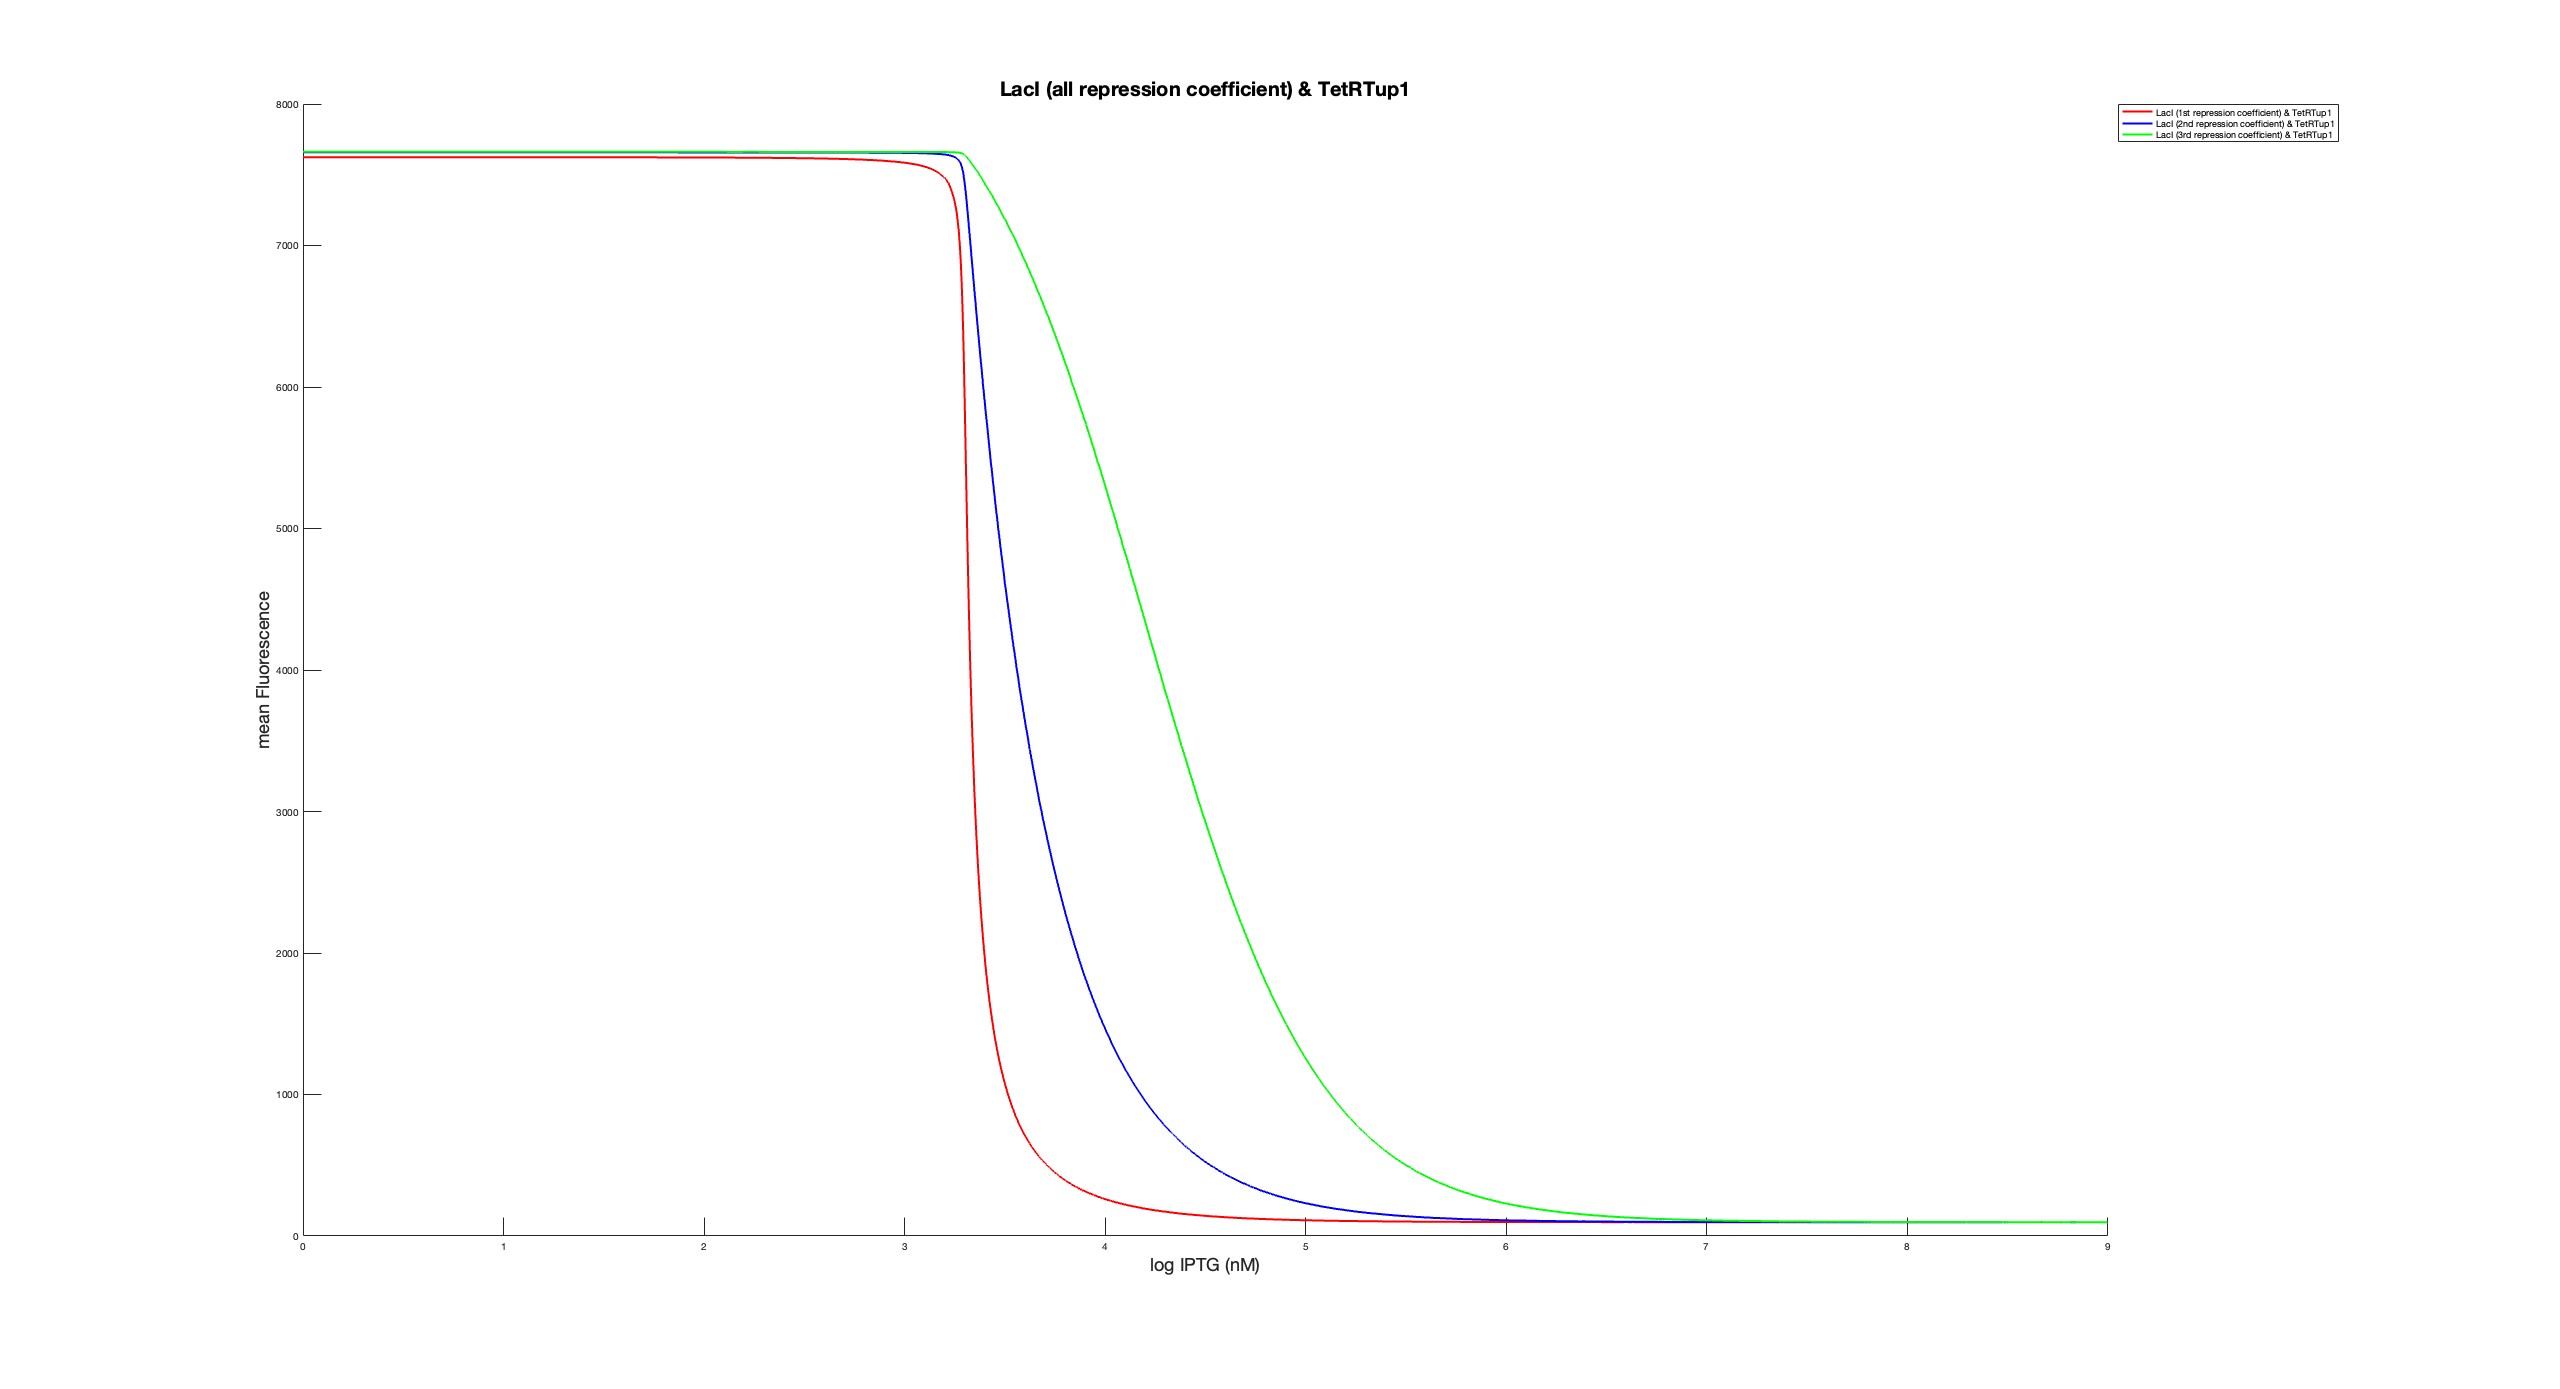 LacI (all repression coefficient) & TetRTup1
LacI (1st repression coefficient) & TetRTup1
LacI (2nd repression coefficient) & TetRTup1
LacI (3rd repression coefficient) & TetRTup1
8000
7000
6000
5000
4000
3000
2000
1000
0
mean Fluorescence
0 1 2 3 4 5 6 7 8 9
log IPTG (nM)